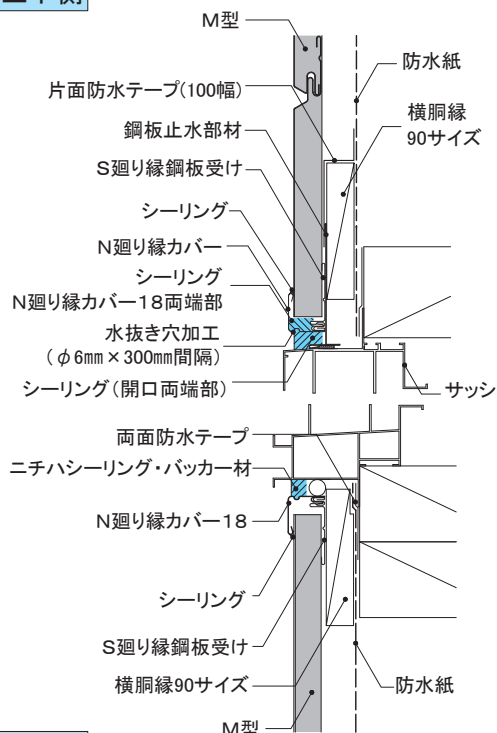 M型
防水紙
片面防水テープ(100幅)
横胴縁
90サイズ
鋼板止水部材
S廻り縁鋼板受け
シーリング
N廻り縁カバー
シーリング
N廻り縁カバー18両端部
水抜き穴加工
(φ6mm×300mm間隔)
シーリング(開口両端部)
サッシ
両面防水テープ
ニチハシーリング・バッカー材
N廻り縁カバー18
シーリング
S廻り縁鋼板受け
横胴縁90サイズ
防水紙
M型